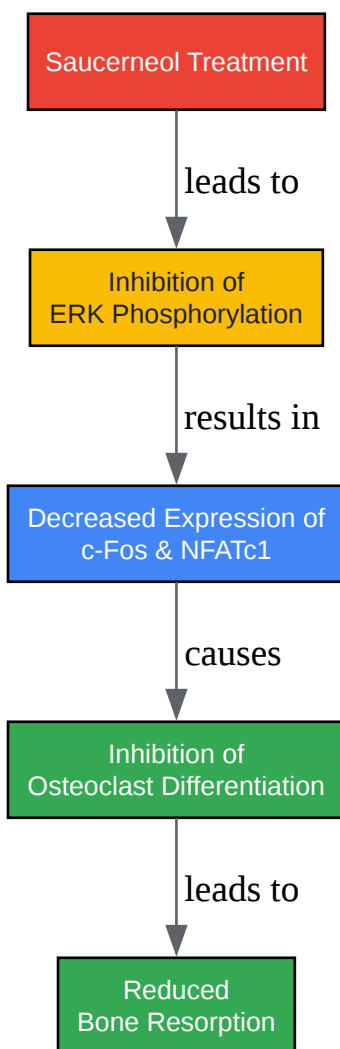 Saucerneol Treatment
leads to
Inhibition of
ERK Phosphorylation
results in
Decreased Expression of
c-Fos & NFATc1
causes
Inhibition of
Osteoclast Differentiation
leads to
Reduced
Bone Resorption